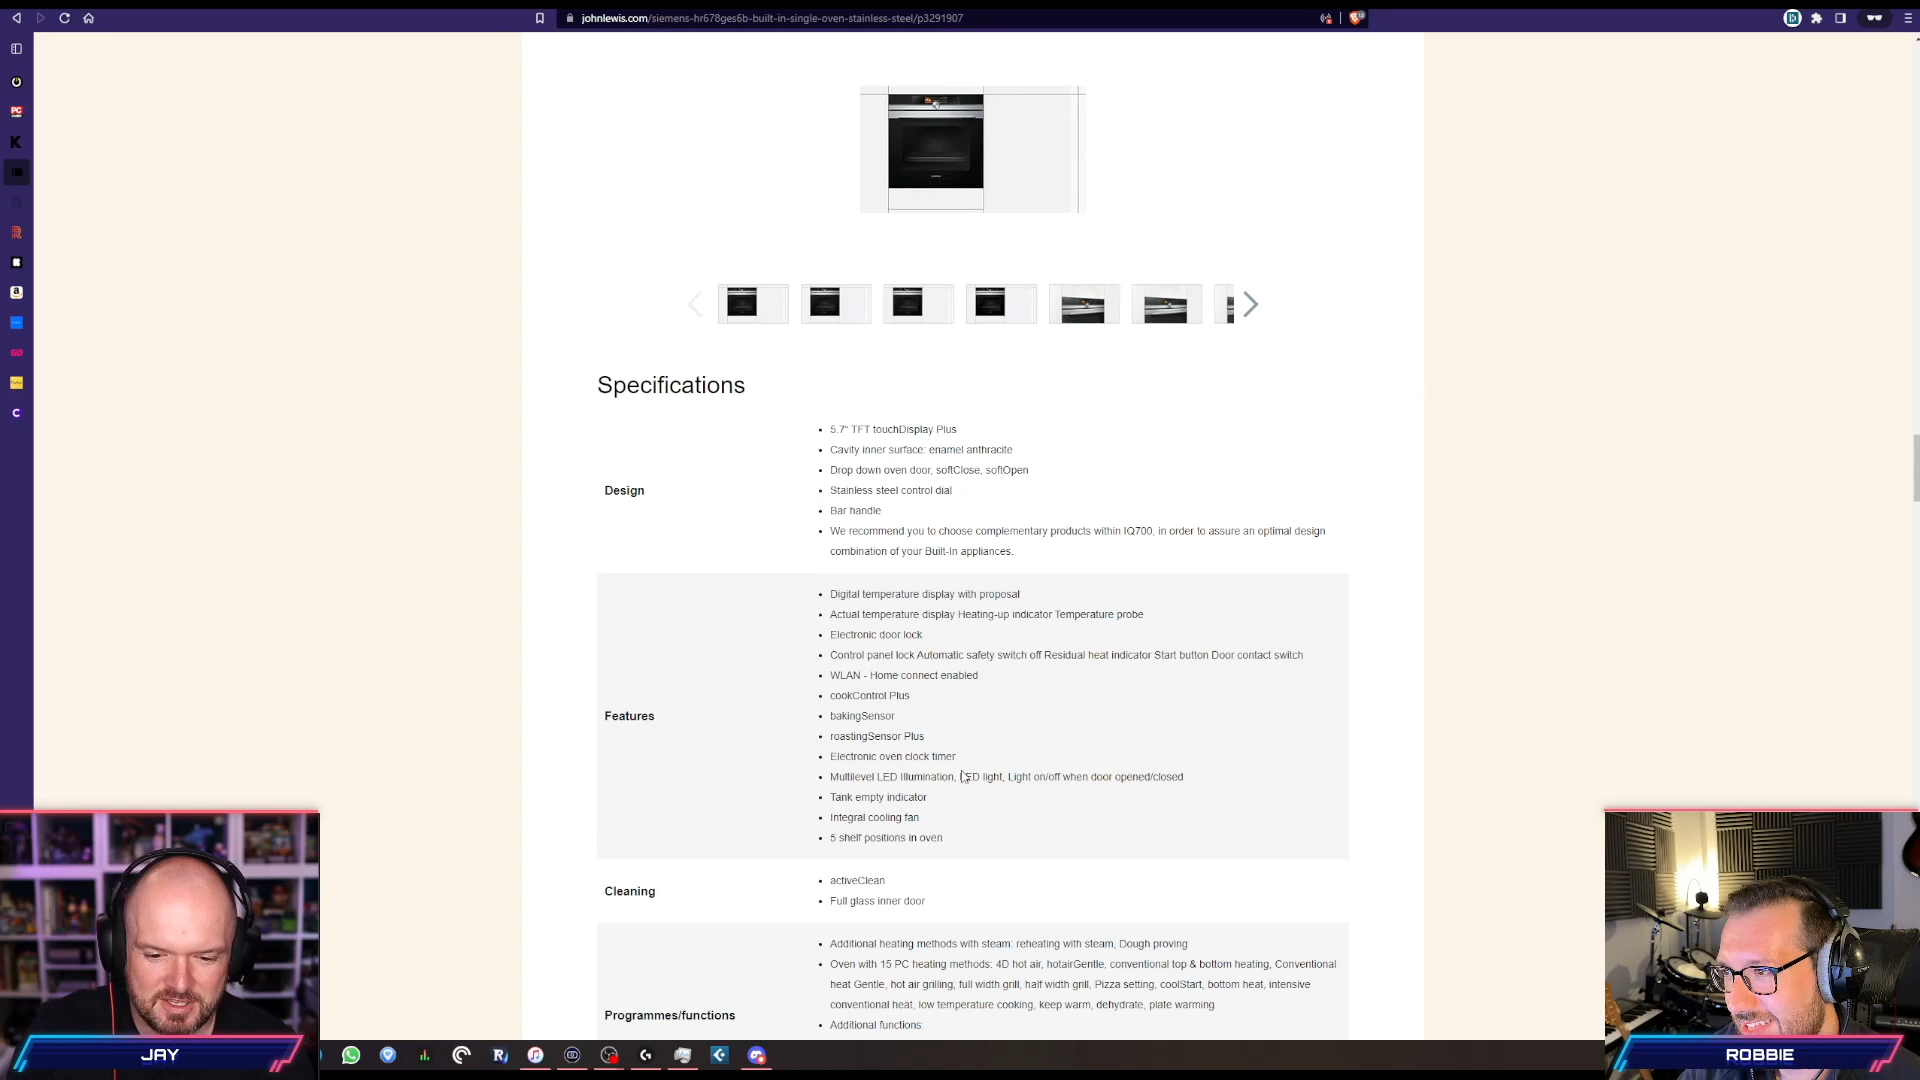 johnlewis.com/siemens-hr678ges6b-built-in-single-oven-stainless-steel/p3291907
Specifications
Design
5.7“ TFT touchDisplay Plus
Cavity inner surface: enamel anthracite
Drop down oven door, softClose, softOpen
Stainless steel control dial
Bar handle
We recommend you to choose complementary products within IQ700, in order to assure an optimal design
combination of your Built-In appliances.
Features
Digital temperature display with proposal
Actual temperature display Heating-up indicator Temperature probe
Electronic door lock
Control panel lock Automatic safety switch off Residual heat indicator Start button Door contact switch
WLAN - Home connect enabled
cookControl Plus
bakingSensor
roastingSensor Plus
Electronic oven clock timer
Multilevel LED Illumination, LED light, Light on/off when door opened/closed
Tank empty indicator
Integral cooling fan
5 shelf positions in oven
Cleaning
activeClean
Full glass inner door
Programmes/functions
Additional heating methods with steam: reheating with steam, Dough proving
Oven with 15 PC heating methods: 4D hot air, hotairGentle, conventional top & bottom heating, Conventional
heat Gentle, hot air grilling, full width grill, half width grill, Pizza setting, coolStart, bottom heat, intensive
conventional heat, low temperature cooking, keep warm, dehydrate, plate warming
Additional functions:
JAY
ROBBIE